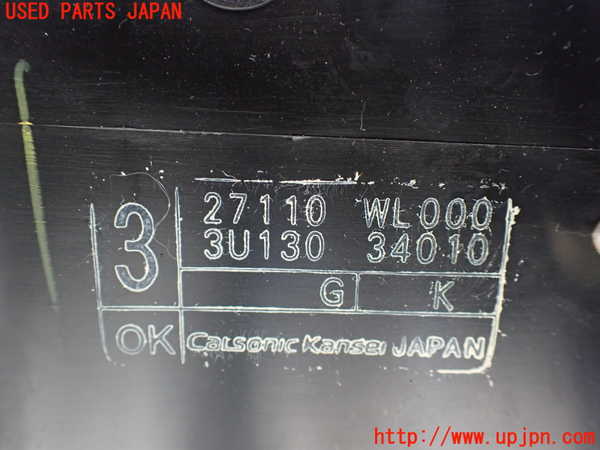 USED PARTS JAPAN
3 27110 WL000
3U130 34010
G K
OK Calsonic Kansei JAPAN
http://www.upjpn.com/